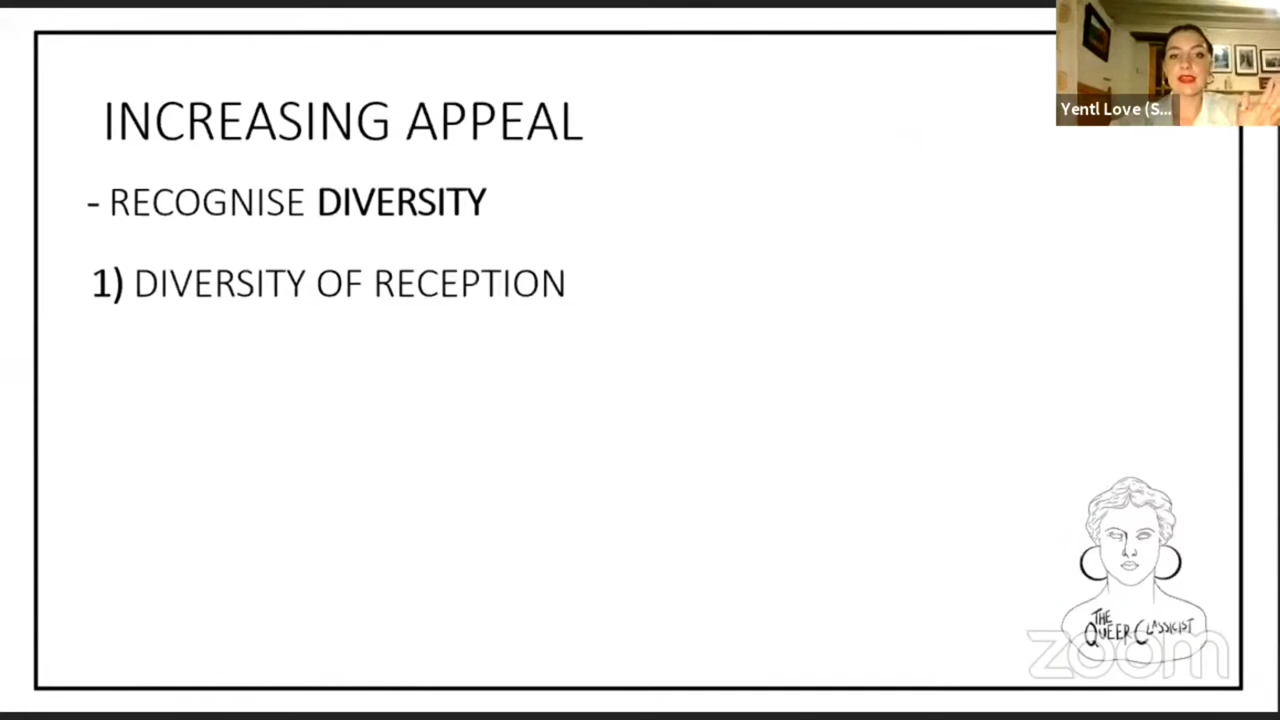 Yentl Love (S...
INCREASING APPEAL
- RECOGNISE DIVERSITY
1) DIVERSITY OF RECEPTION
THE
QUEER CLASSICIST
zoom